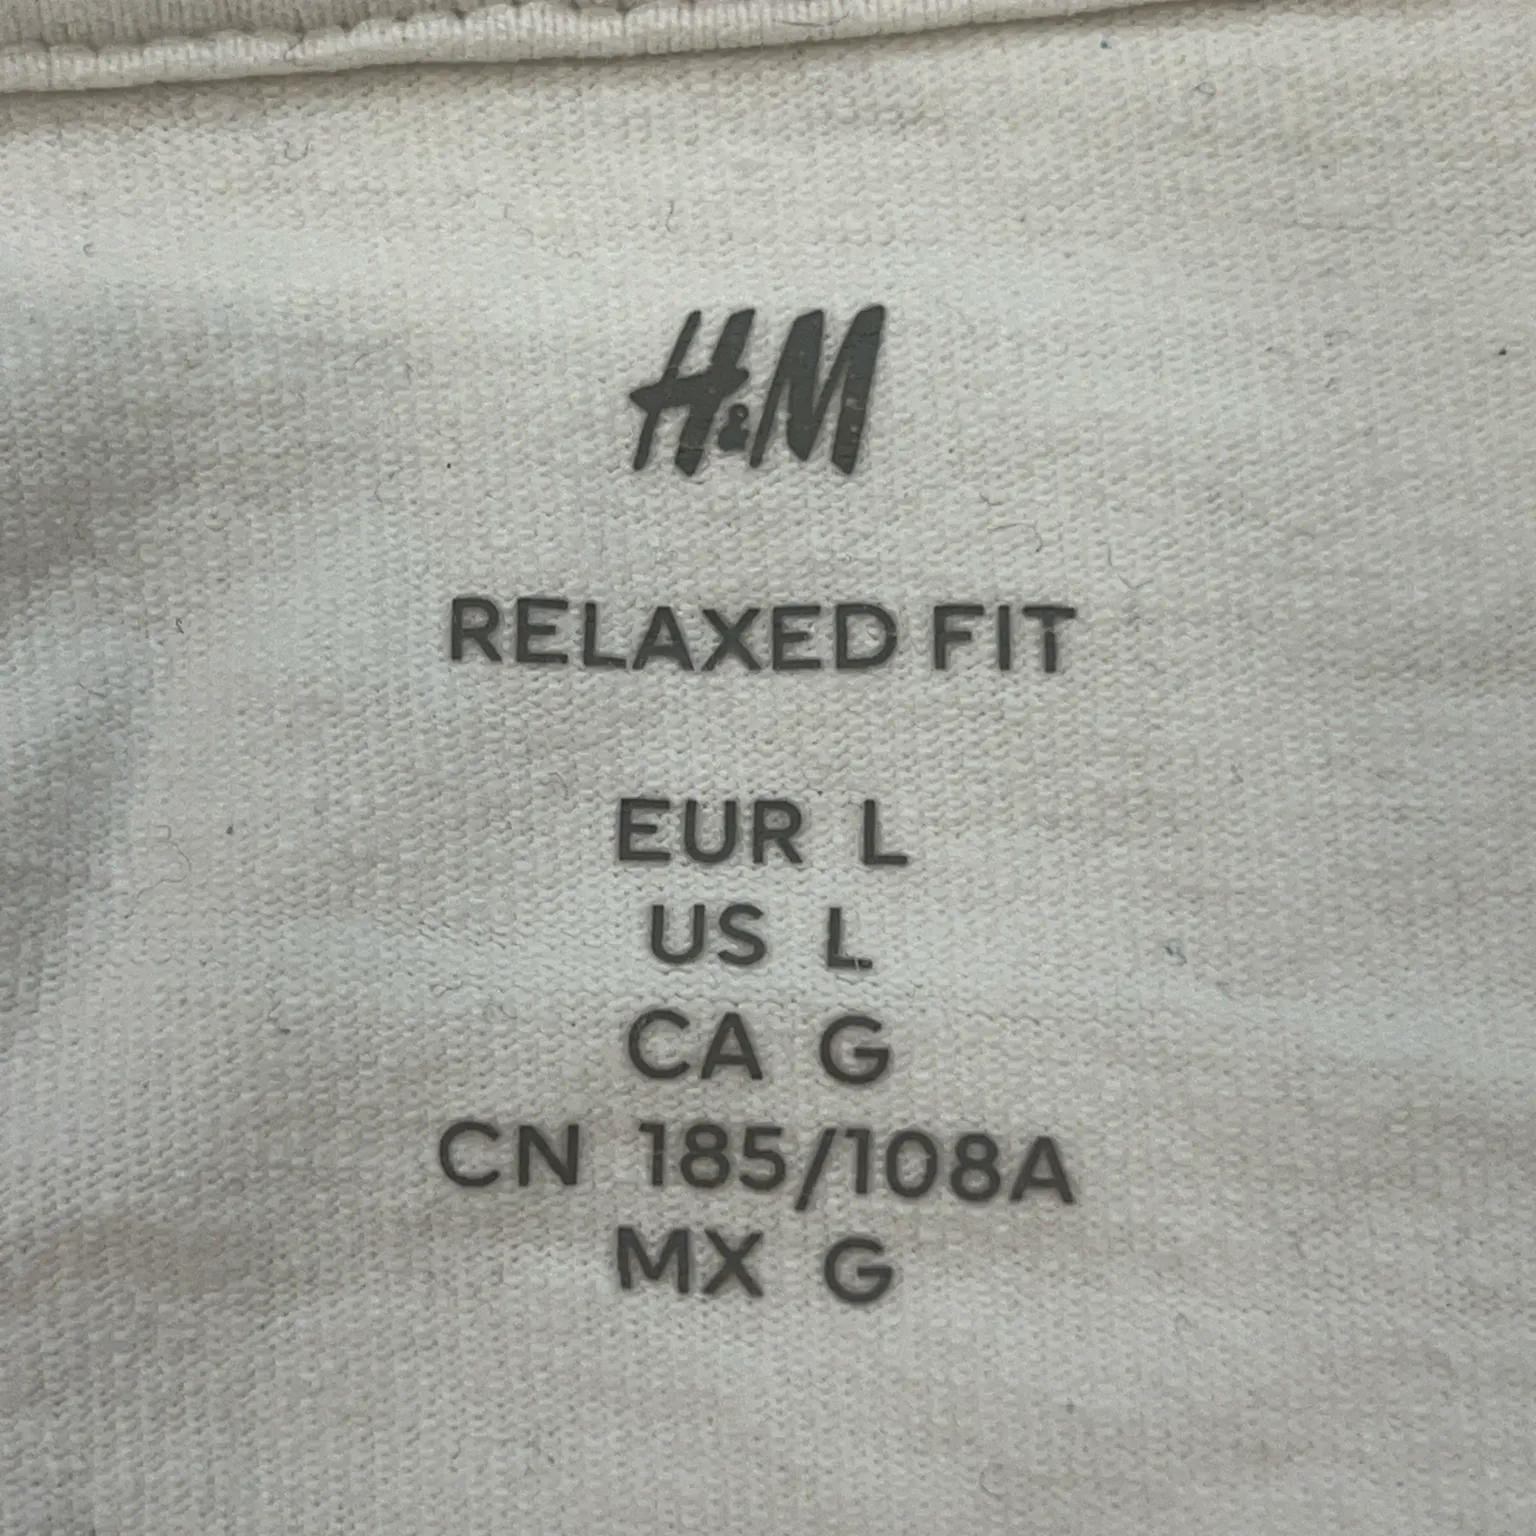 H&M
RELAXED FIT
EUR L
US L
CA G
CN 185/108A
MX G